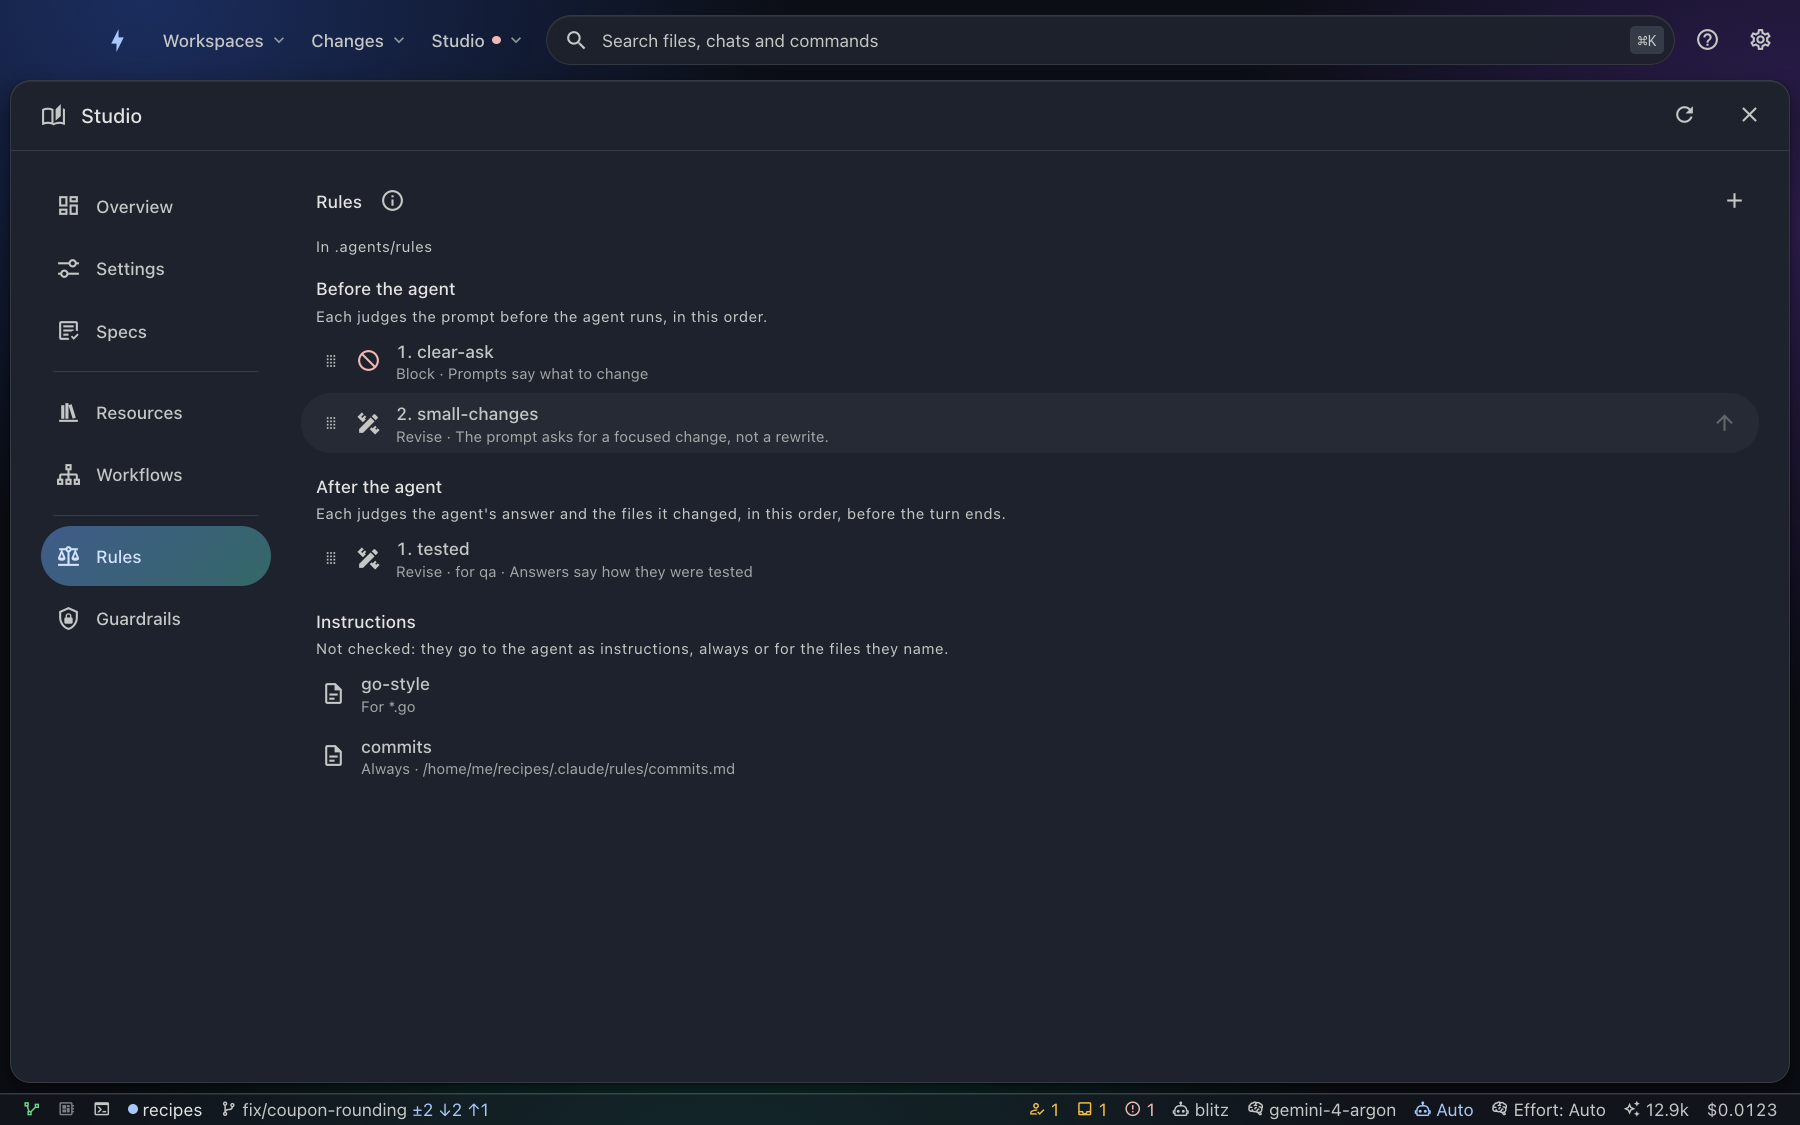 Workspaces
Changes
Studio
Search files, chats and commands
⌘K
Studio
Overview
Settings
Specs
Resources
Workflows
Rules
Guardrails
Rules
In .agents/rules
Before the agent
Each judges the prompt before the agent runs, in this order.
1. clear-ask
Block · Prompts say what to change
2. small-changes
Revise · The prompt asks for a focused change, not a rewrite.
After the agent
Each judges the agent's answer and the files it changed, in this order, before the turn ends.
1. tested
Revise · for qa · Answers say how they were tested
Instructions
Not checked: they go to the agent as instructions, always or for the files they name.
go-style
For *.go
commits
Always · /home/me/recipes/.claude/rules/commits.md
recipes
fix/coupon-rounding ±2 ↓2 ↑1
1
1
1
blitz
gemini-4-argon
Auto
Effort: Auto
12.9k
$0.0123